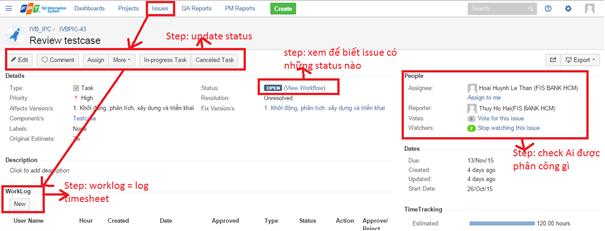 FPT Fpt Information System Dashboards Projects Issues QA Reports PM Reports Create Search
IVB_IPC / IVBPIC-43
Review testcase
Step: update status
step: xem để biết issue có
những status nào
Edit Comment Assign More In-progress Task Canceled Task Export
Details
People
Type: Task
Status: OPEN (View Workflow)
Assignee: Hoai Huynh Le Than (FIS BANK HCM)
Priority: High
Resolution: Unresolved
Assign to me
Affects Version/s: 1. Khởi động, phân tích, xây dựng và triển khai
Fix Version/s: 1. Khởi động, phân tích, xây dựng và triển khai
Reporter: Thuy Ho Hai(FIS BANK HCM)
Component/s: Testcase
Votes: 0 Vote for this issue
Labels: None
Watchers: 2 Stop watching this issue
Original Estimate:
Step: check Ai được
phân công gì
Description
Click to add description
Dates
Due: 13/Nov/15
Created: 4 days ago
Updated: 4 days ago
Start Date: 26/Oct/15
Step: worklog = log
timesheet
WorkLog
New
TimeTracking
User Name Hour Created Date Approved Type Status Action Approve/
Reject
Estimated: 120.00 hours